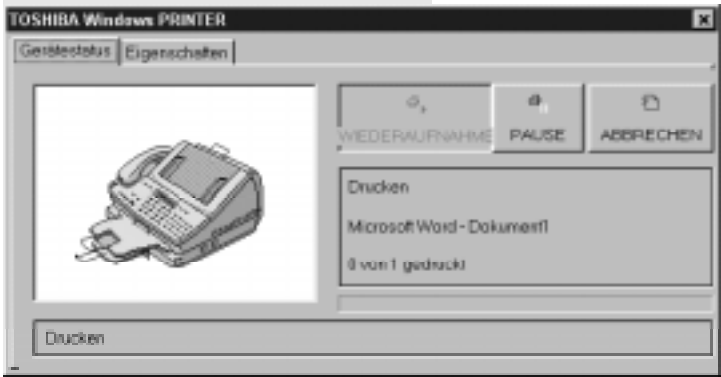 TOSHIBA Windows PRINTER
Gerätestatus Eigenschaften
WIEDERAUFNAHME PAUSE ABBRECHEN
Drucken
Microsoft Word - Dokument1
0 von 1 gedruckt
Drucken